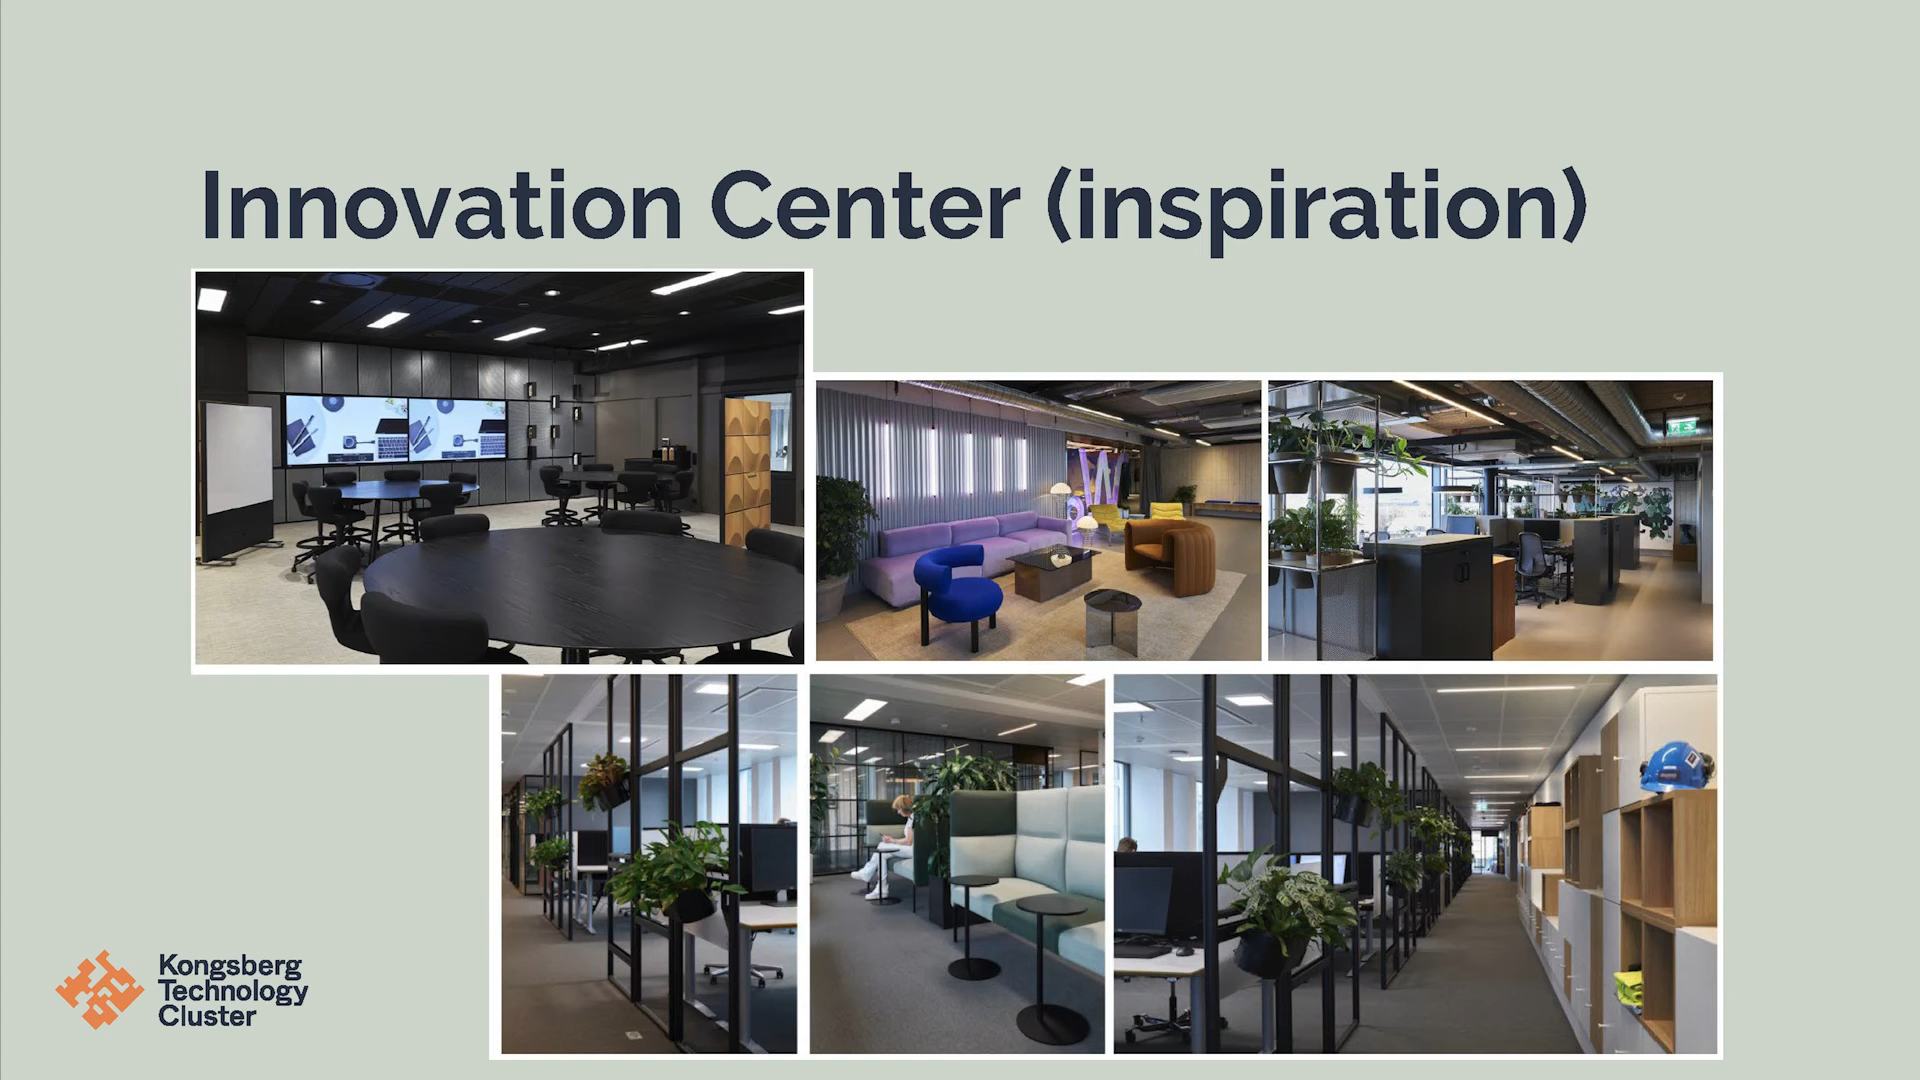 Innovation Center (inspiration)
Kongsberg
Technology
Cluster